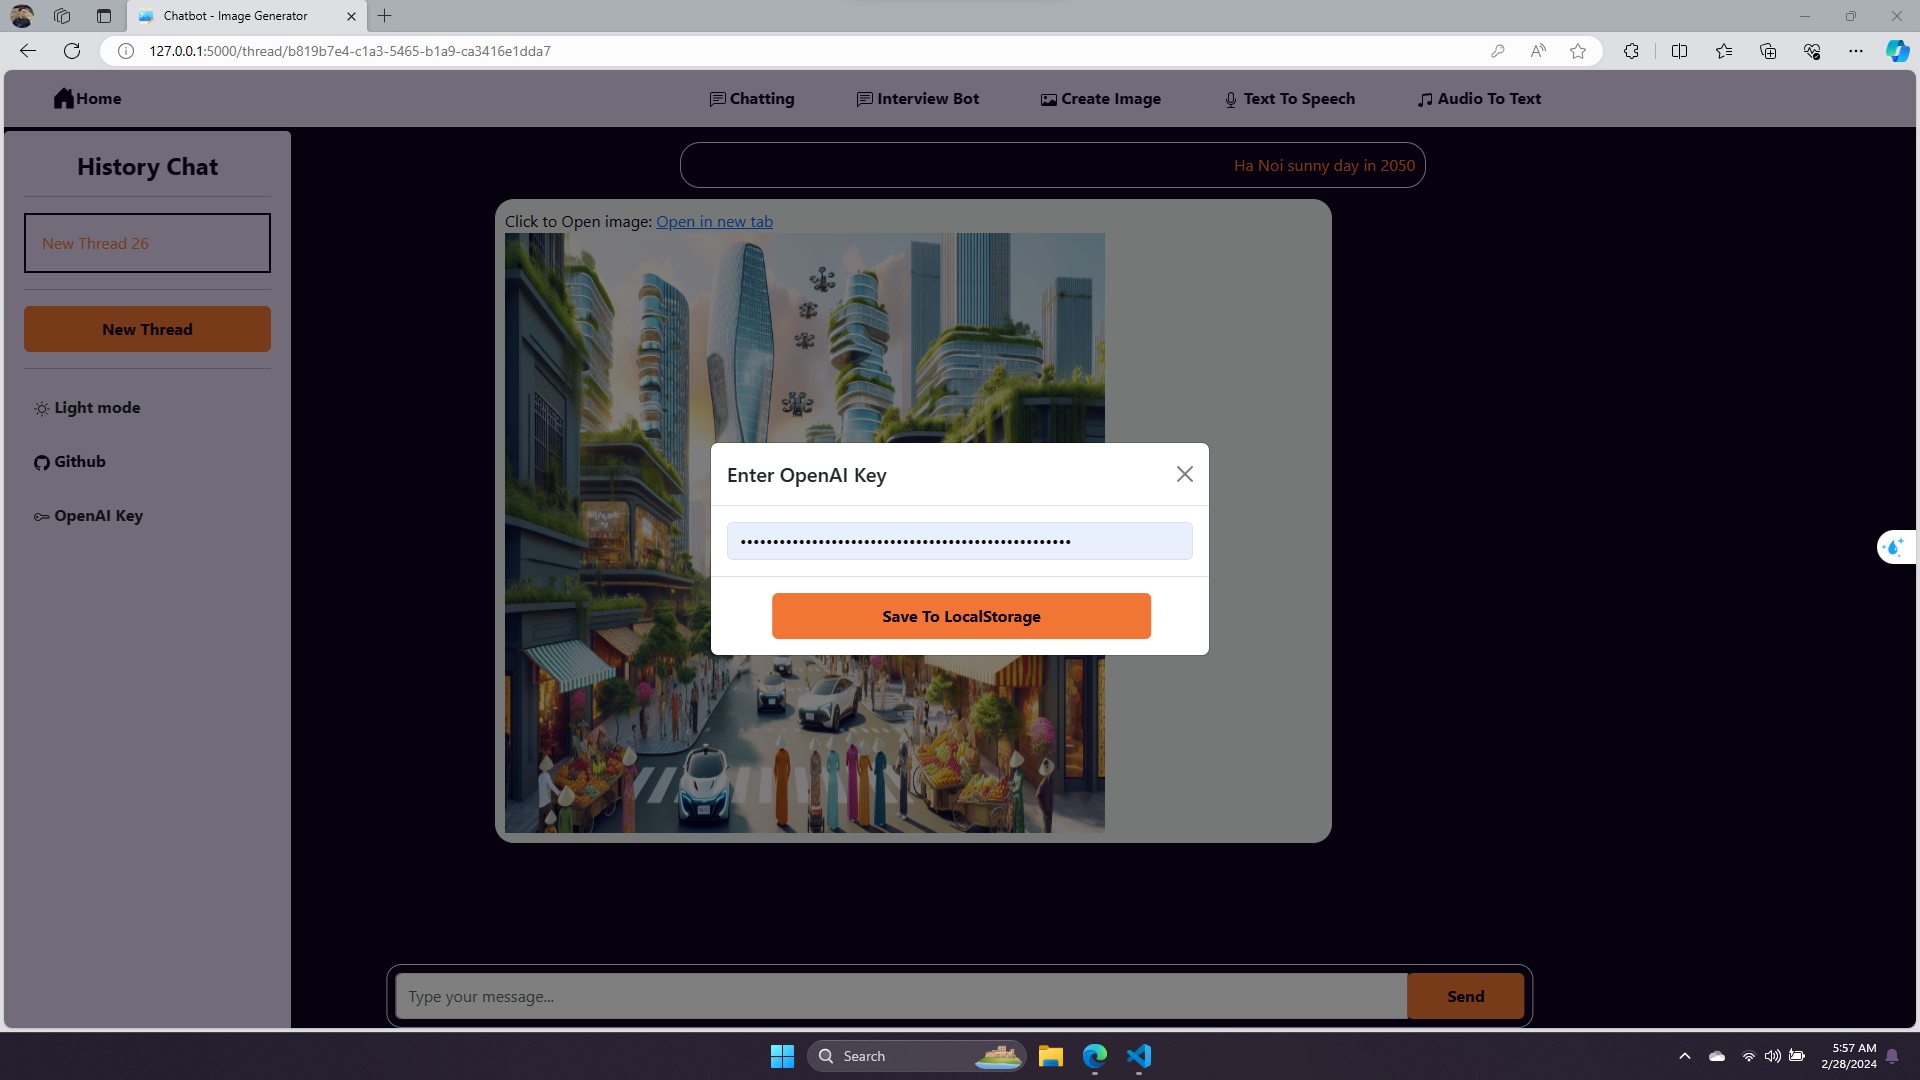 Chatbot - Image Generator
127.0.0.1:5000/thread/b819b7e4-c1a3-5465-b1a9-ca3416e1dda7
Home
Chatting
Interview Bot
Create Image
Text To Speech
Audio To Text
History Chat
New Thread 26
New Thread
Light mode
Github
OpenAI Key
Ha Noi sunny day in 2050
Click to Open image: Open in new tab
Enter OpenAI Key
••••••••••••••••••••••••••••••••••••••••••••••••••••
Save To LocalStorage
Type your message...
Send
Search
5:57 AM
2/28/2024